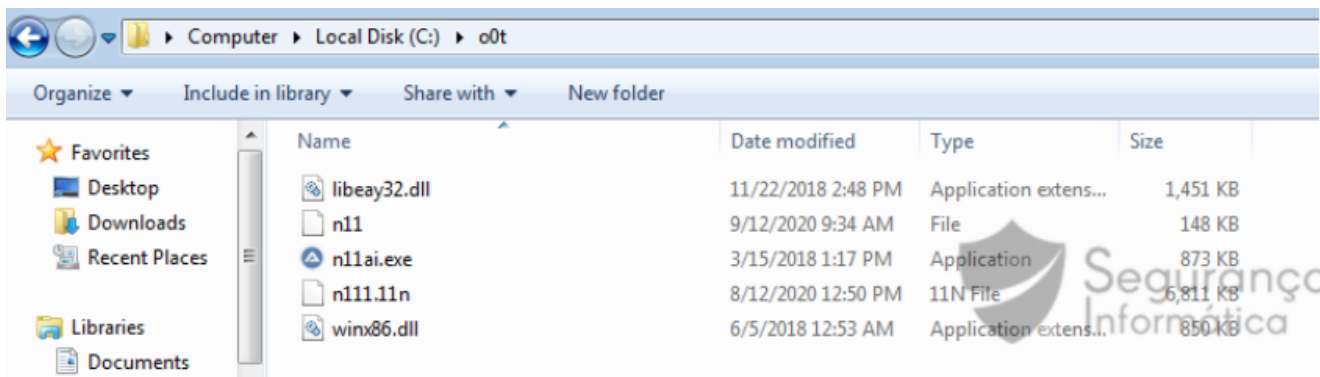 Computer Local Disk (C:) o0t
Organize Include in library Share with New folder
Favorites
Desktop
Downloads
Recent Places
Libraries
Documents
Name Date modified Type Size
libeay32.dll 11/22/2018 2:48 PM Application extens... 1,451 KB
n11 9/12/2020 9:34 AM File 148 KB
n11ai.exe 3/15/2018 1:17 PM Application 873 KB
n111.11n 8/12/2020 12:50 PM 11N File 6,811 KB
winx86.dll 6/5/2018 12:53 AM Application extens... 850 KB
Seguranç
Informática